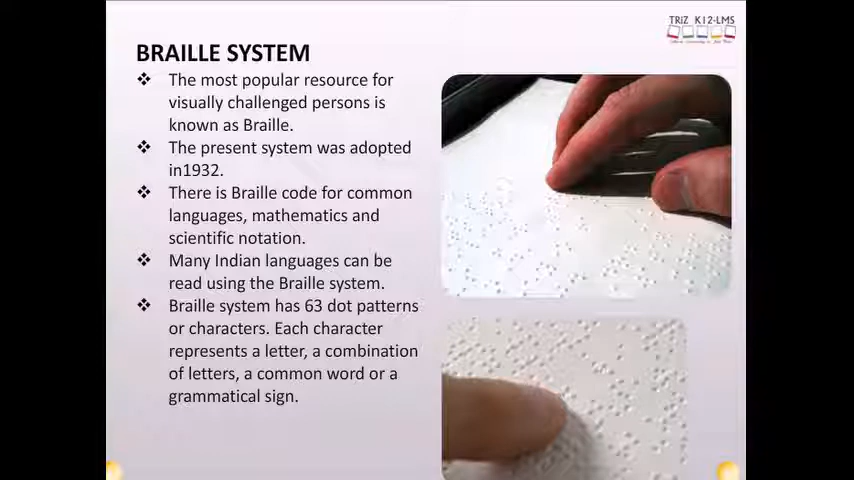 TRIZ K12-LMS
BRAILLE SYSTEM
❖ The most popular resource for
visually challenged persons is
known as Braille.
❖ The present system was adopted
in1932.
❖ There is Braille code for common
languages, mathematics and
scientific notation.
❖ Many Indian languages can be
read using the Braille system.
❖ Braille system has 63 dot patterns
or characters. Each character
represents a letter, a combination
of letters, a common word or a
grammatical sign.